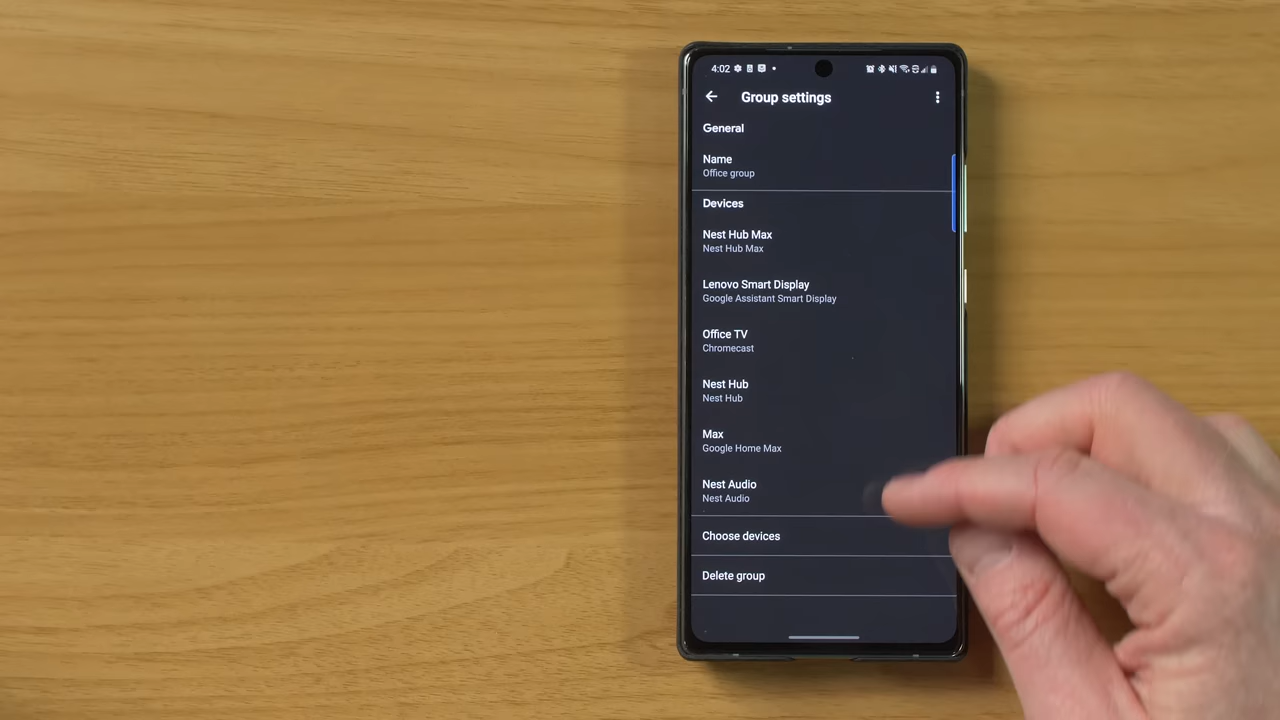 4:02
Group settings
General
Name
Office group
Devices
Nest Hub Max
Nest Hub Max
Lenovo Smart Display
Google Assistant Smart Display
Office TV
Chromecast
Nest Hub
Nest Hub
Max
Google Home Max
Nest Audio
Nest Audio
Choose devices
Delete group